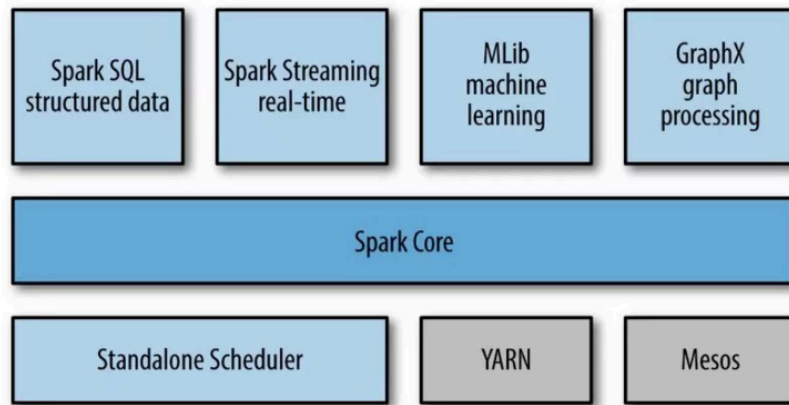 Spark SQL
structured data
Spark Streaming
real-time
MLib
machine
learning
GraphX
graph
processing
Spark Core
Standalone Scheduler
YARN
Mesos